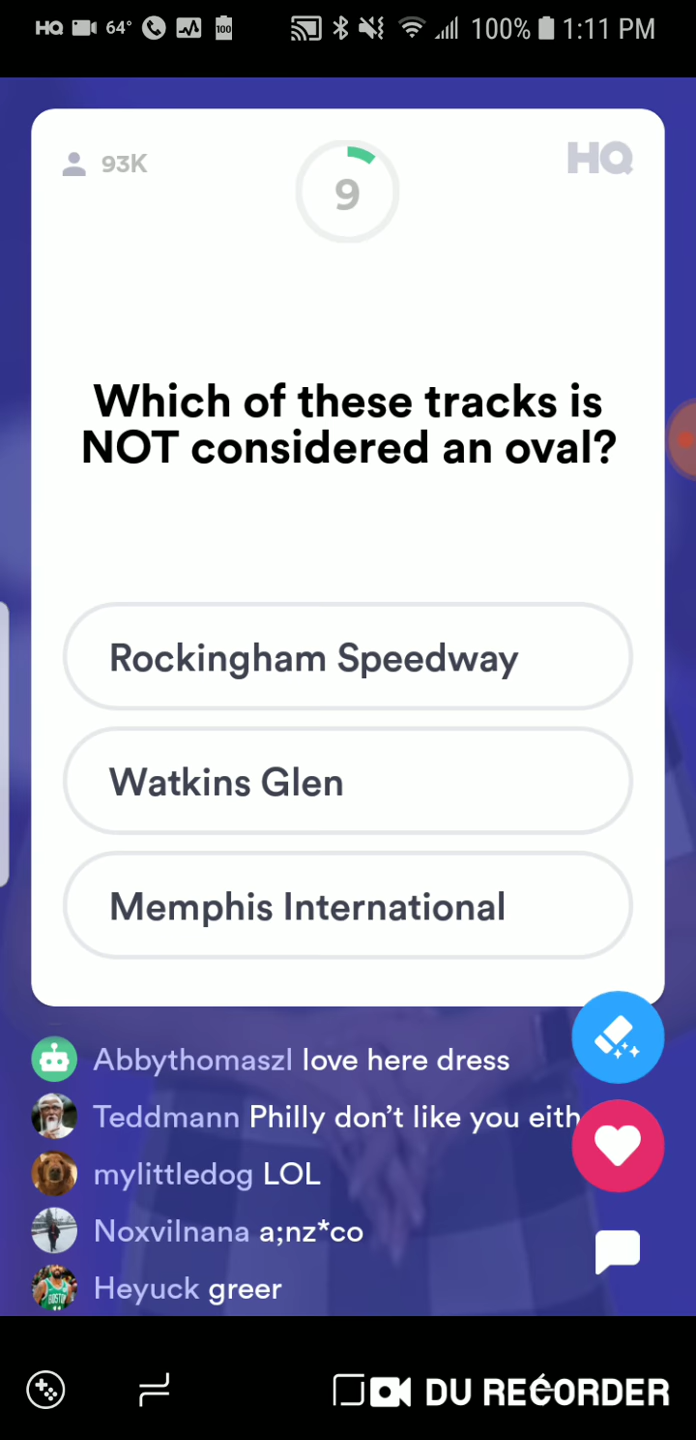 HQ 64° 100 100% 1:11 PM
93K
9
HQ
Which of these tracks is
NOT considered an oval?
Rockingham Speedway
Watkins Glen
Memphis International
Abbythomaszl love here dress
Teddmann Philly don't like you eith
mylittledog LOL
Noxvilnana a;nz*co
Heyuck greer
DU RECORDER